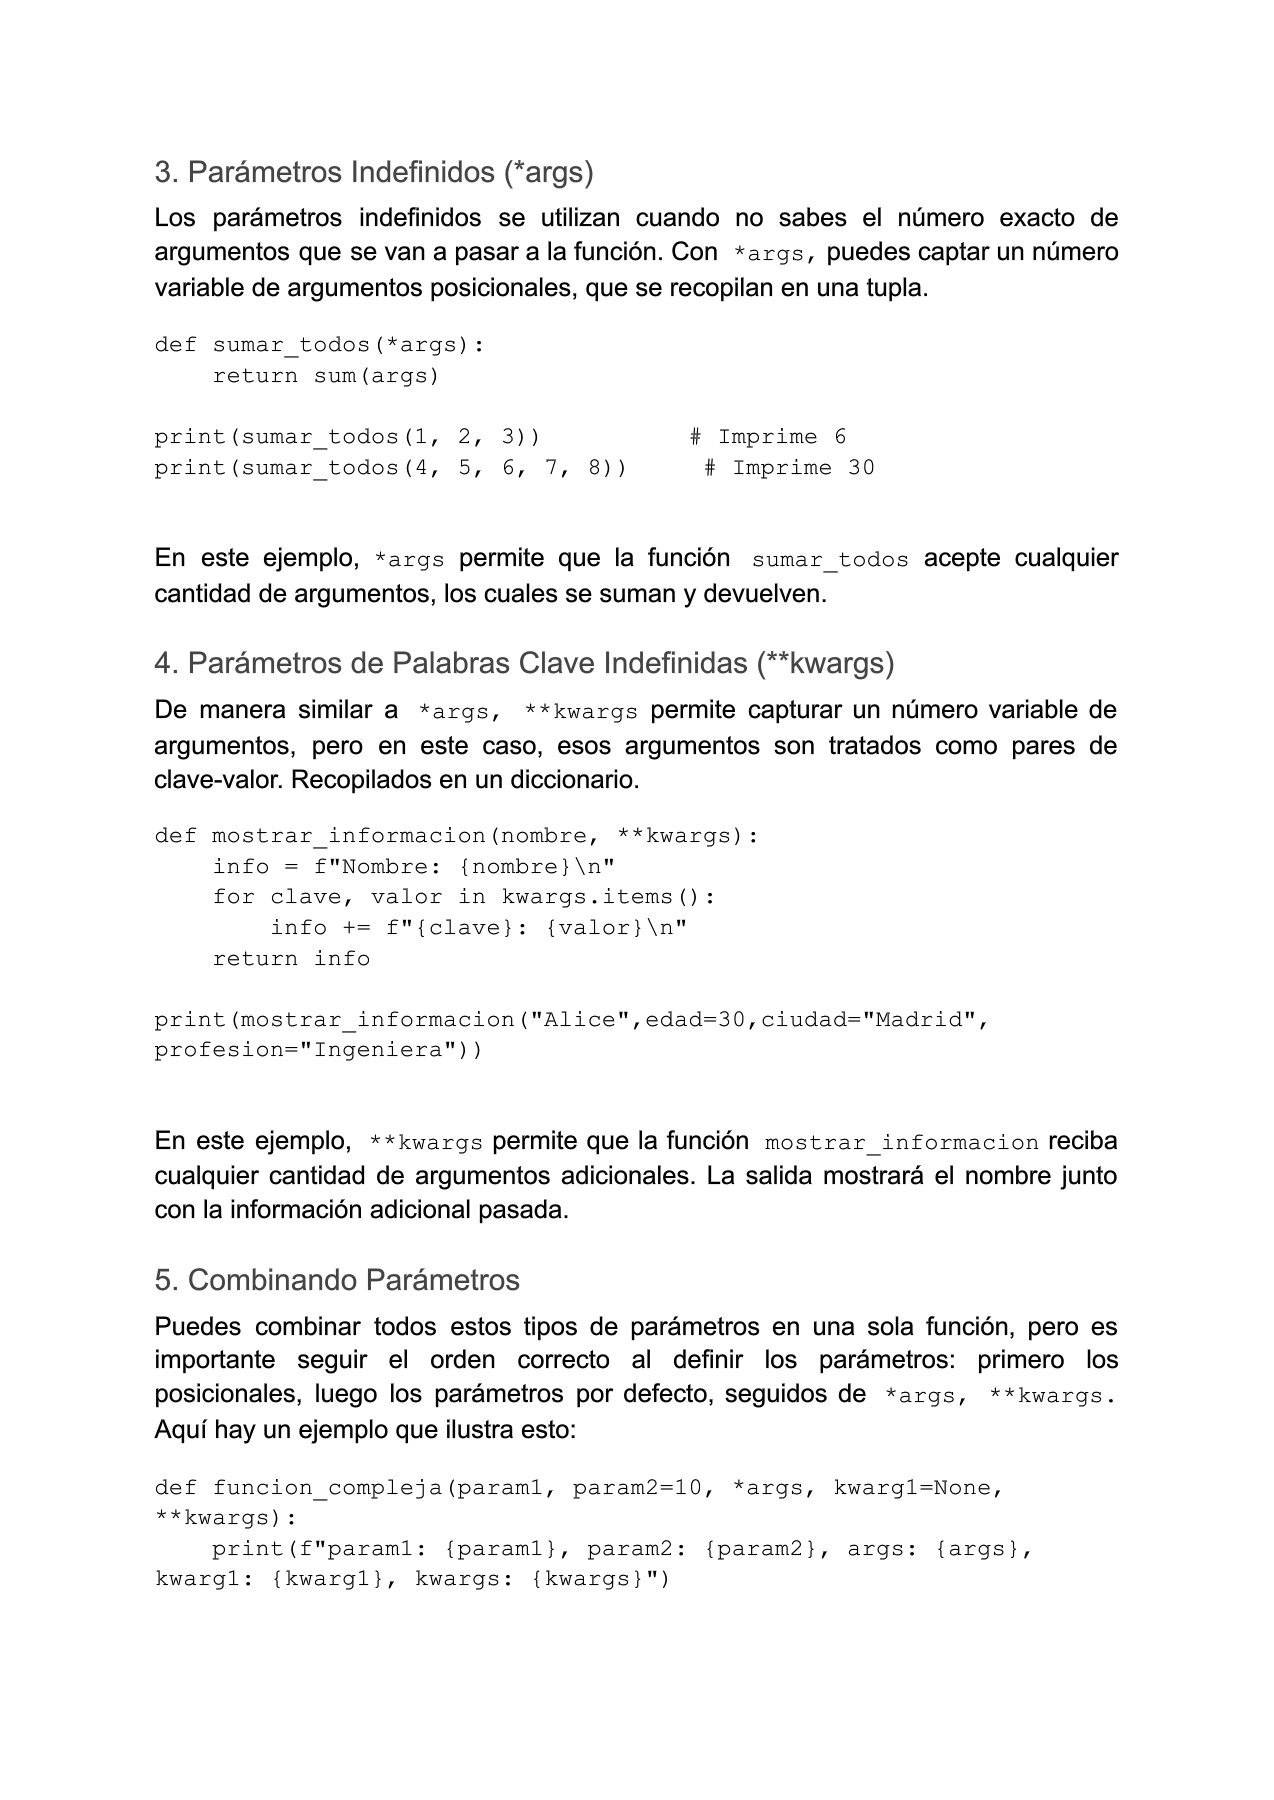 3. Parámetros Indefinidos (*args)
Los parámetros indefinidos se utilizan cuando no sabes el número exacto de
argumentos que se van a pasar a la función. Con *args, puedes captar un número
variable de argumentos posicionales, que se recopilan en una tupla.
def sumar_todos(*args):
    return sum(args)
print(sumar_todos(1, 2, 3))          # Imprime 6
print(sumar_todos(4, 5, 6, 7, 8))     # Imprime 30
En este ejemplo, *args permite que la función sumar_todos acepte cualquier
cantidad de argumentos, los cuales se suman y devuelven.
4. Parámetros de Palabras Clave Indefinidas (**kwargs)
De manera similar a *args, **kwargs permite capturar un número variable de
argumentos, pero en este caso, esos argumentos son tratados como pares de
clave-valor. Recopilados en un diccionario.
def mostrar_informacion(nombre, **kwargs):
    info = f"Nombre: {nombre}\n"
    for clave, valor in kwargs.items():
        info += f"{clave}: {valor}\n"
    return info
print(mostrar_informacion("Alice",edad=30,ciudad="Madrid",
profesion="Ingeniera"))
En este ejemplo, **kwargs permite que la función mostrar_informacion reciba
cualquier cantidad de argumentos adicionales. La salida mostrará el nombre junto
con la información adicional pasada.
5. Combinando Parámetros
Puedes combinar todos estos tipos de parámetros en una sola función, pero es
importante seguir el orden correcto al definir los parámetros: primero los
posicionales, luego los parámetros por defecto, seguidos de *args, **kwargs.
Aquí hay un ejemplo que ilustra esto:
def funcion_compleja(param1, param2=10, *args, kwarg1=None,
**kwargs):
    print(f"param1: {param1}, param2: {param2}, args: {args},
kwarg1: {kwarg1}, kwargs: {kwargs}")